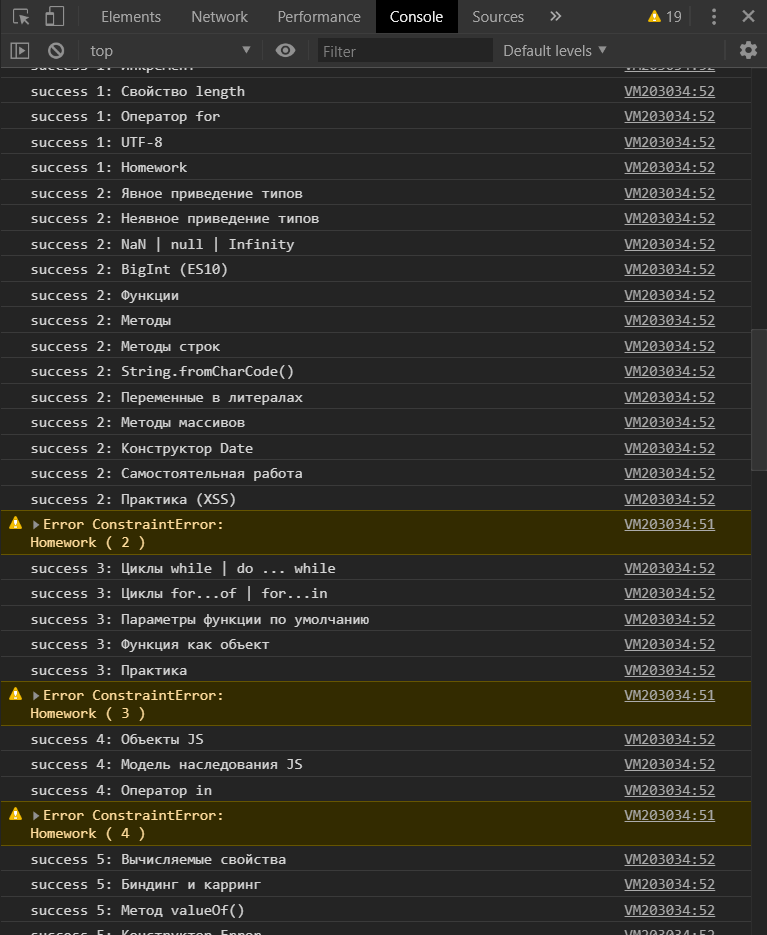 Elements Network Performance Console Sources » 19
top Filter Default levels
success 1: Инкремент VM203034:52
success 1: Свойство length VM203034:52
success 1: Оператор for VM203034:52
success 1: UTF-8 VM203034:52
success 1: Homework VM203034:52
success 2: Явное приведение типов VM203034:52
success 2: Неявное приведение типов VM203034:52
success 2: NaN | null | Infinity VM203034:52
success 2: BigInt (ES10) VM203034:52
success 2: Функции VM203034:52
success 2: Методы VM203034:52
success 2: Методы строк VM203034:52
success 2: String.fromCharCode() VM203034:52
success 2: Переменные в литералах VM203034:52
success 2: Методы массивов VM203034:52
success 2: Конструктор Date VM203034:52
success 2: Самостоятельная работа VM203034:52
success 2: Практика (XSS) VM203034:52
Error ConstraintError: VM203034:51
Homework ( 2 )
success 3: Циклы while | do ... while VM203034:52
success 3: Циклы for...of | for...in VM203034:52
success 3: Параметры функции по умолчанию VM203034:52
success 3: Функция как объект VM203034:52
success 3: Практика VM203034:52
Error ConstraintError: VM203034:51
Homework ( 3 )
success 4: Объекты JS VM203034:52
success 4: Модель наследования JS VM203034:52
success 4: Оператор in VM203034:52
Error ConstraintError: VM203034:51
Homework ( 4 )
success 5: Вычисляемые свойства VM203034:52
success 5: Биндинг и карринг VM203034:52
success 5: Метод valueOf() VM203034:52
success 5: Конструктор Error VM203034:52